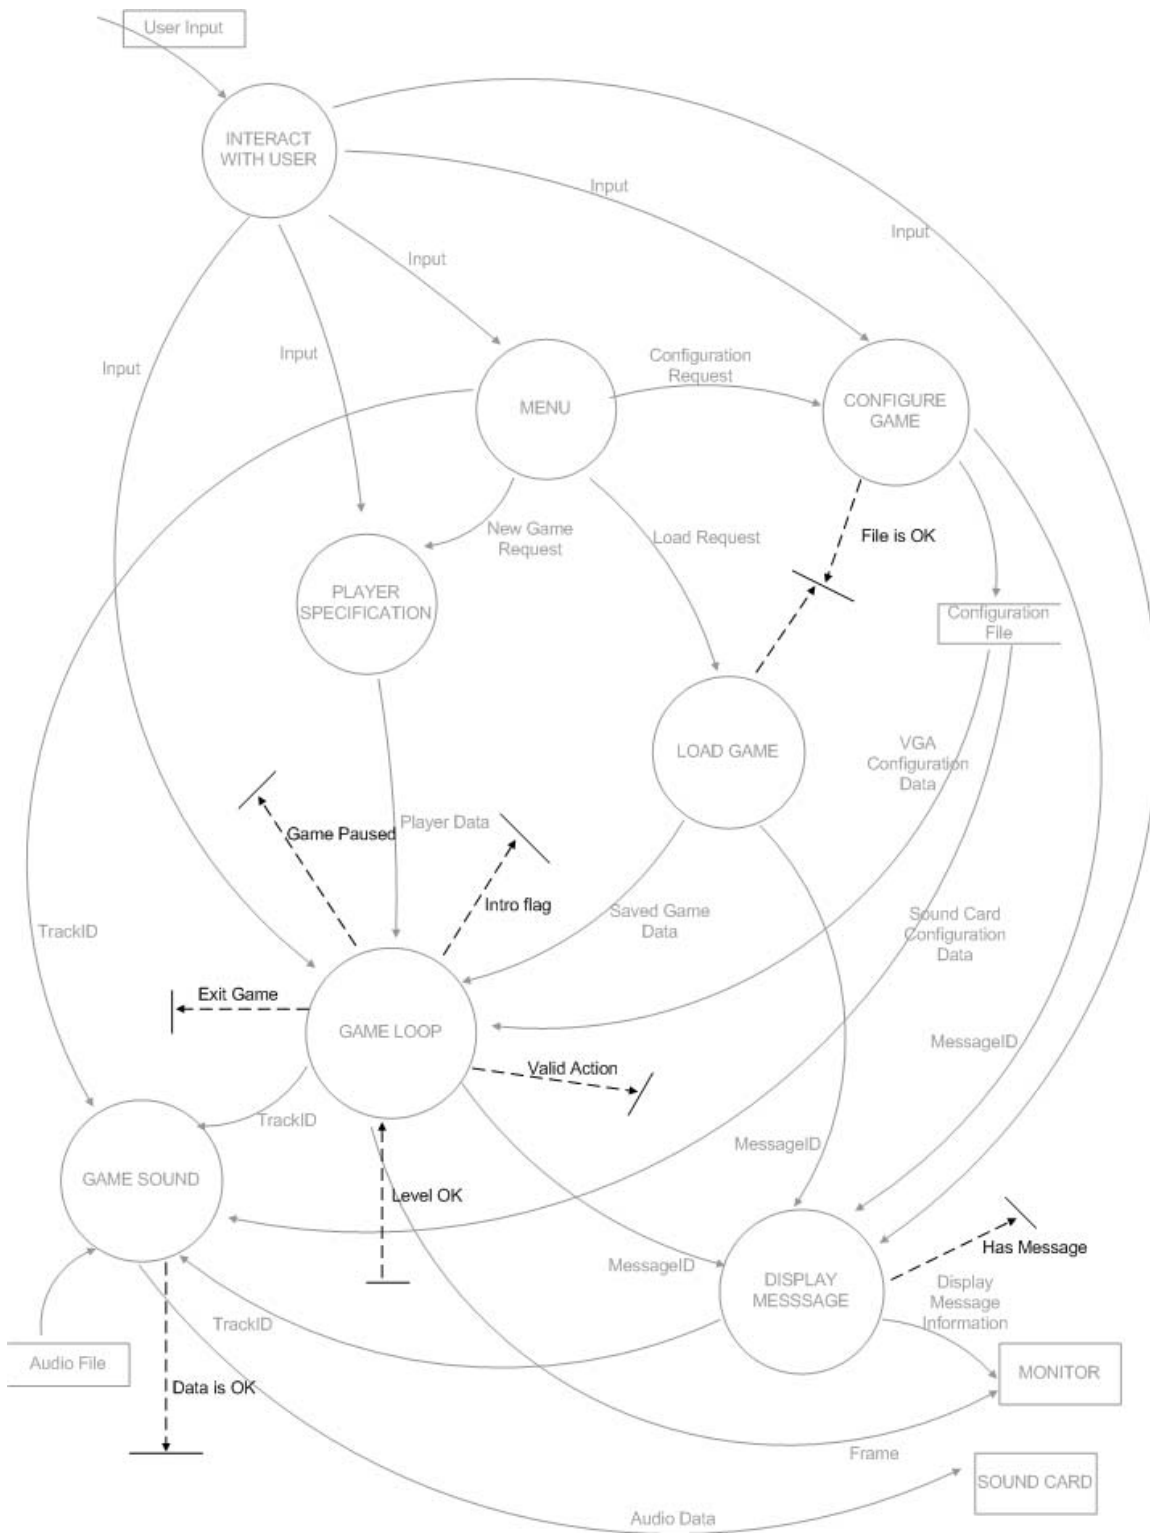 User Input
INTERACT
WITH USER
Input
Input
Input
Input
Input
Configuration
Request
MENU
CONFIGURE
GAME
New Game
Request
Load Request
File is OK
PLAYER
SPECIFICATION
Configuration
File
LOAD GAME
VGA
Configuration
Data
Game Paused
Player Data
Intro flag
Saved Game
Data
Sound Card
Configuration
Data
TrackID
Exit Game
GAME LOOP
MessageID
Valid Action
TrackID
MessageID
GAME SOUND
Level OK
Has Message
MessageID
DISPLAY
MESSSAGE
Display
Message
Information
TrackID
Audio File
MONITOR
Data is OK
Frame
SOUND CARD
Audio Data